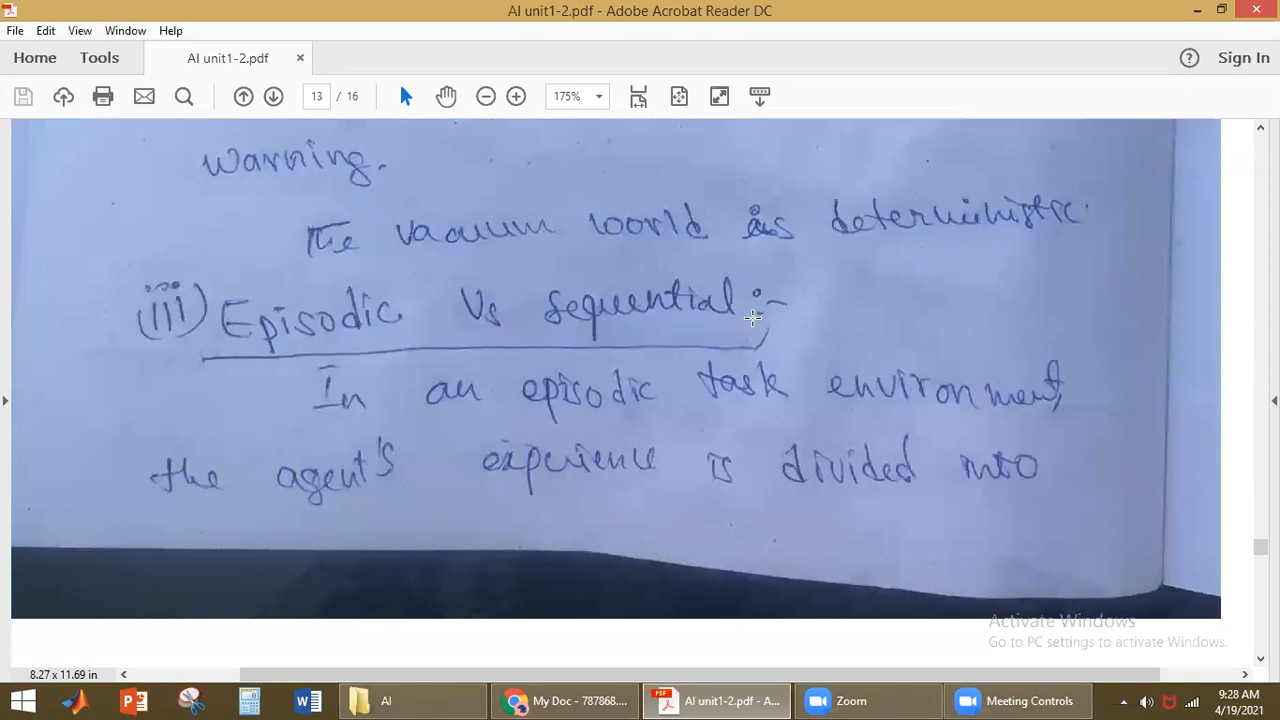 AI unit1-2.pdf - Adobe Acrobat Reader DC
File Edit View Window Help
Home Tools AI unit1-2.pdf × Sign In
13 / 16 175%
warning.
The vacuum world is deterministic.
(iii) Episodic Vs sequential :-
In an episodic task environment,
the agent's experience is divided into
Activate Windows
Go to PC settings to activate Windows.
8.27 x 11.69 in
AI My Doc - 787868.... AI unit1-2.pdf - A... Zoom Meeting Controls 9:28 AM
4/19/2021